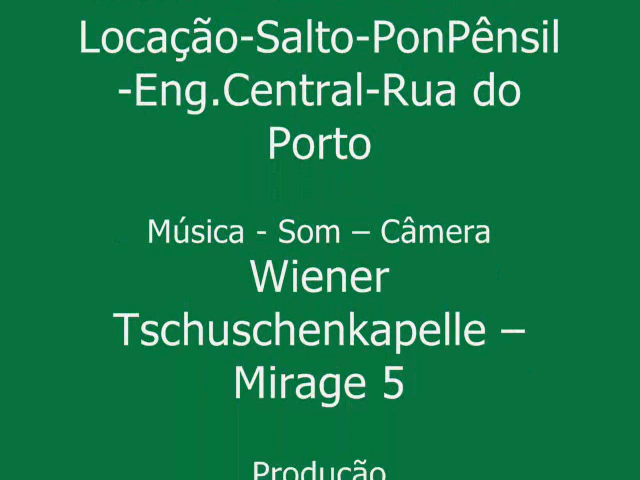 Locação-Salto-PonPênsil
-Eng.Central-Rua do
Porto
Música - Som – Câmera
Wiener
Tschuschenkapelle –
Mirage 5
Produção